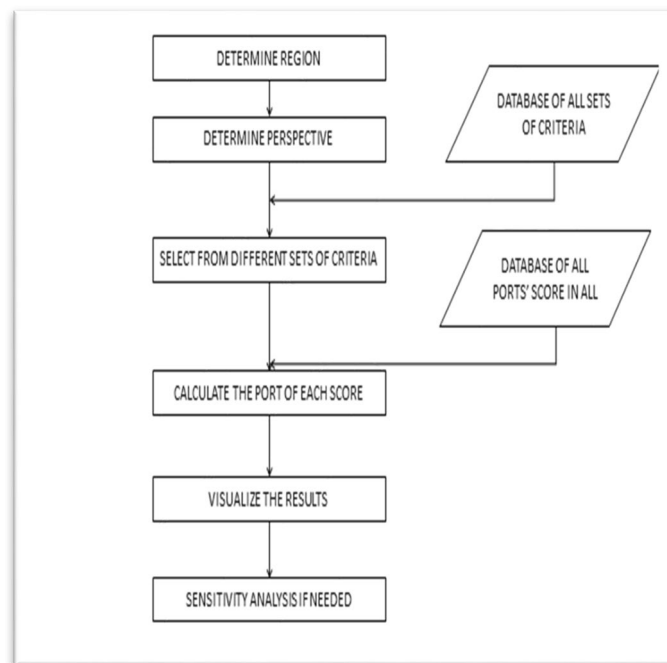 DETERMINE REGION
DETERMINE PERSPECTIVE
DATABASE OF ALL SETS
OF CRITERIA
SELECT FROM DIFFERENT SETS OF CRITERIA
DATABASE OF ALL
PORTS' SCORE IN ALL
CALCULATE THE PORT OF EACH SCORE
VISUALIZE THE RESULTS
SENSITIVITY ANALYSIS IF NEEDED